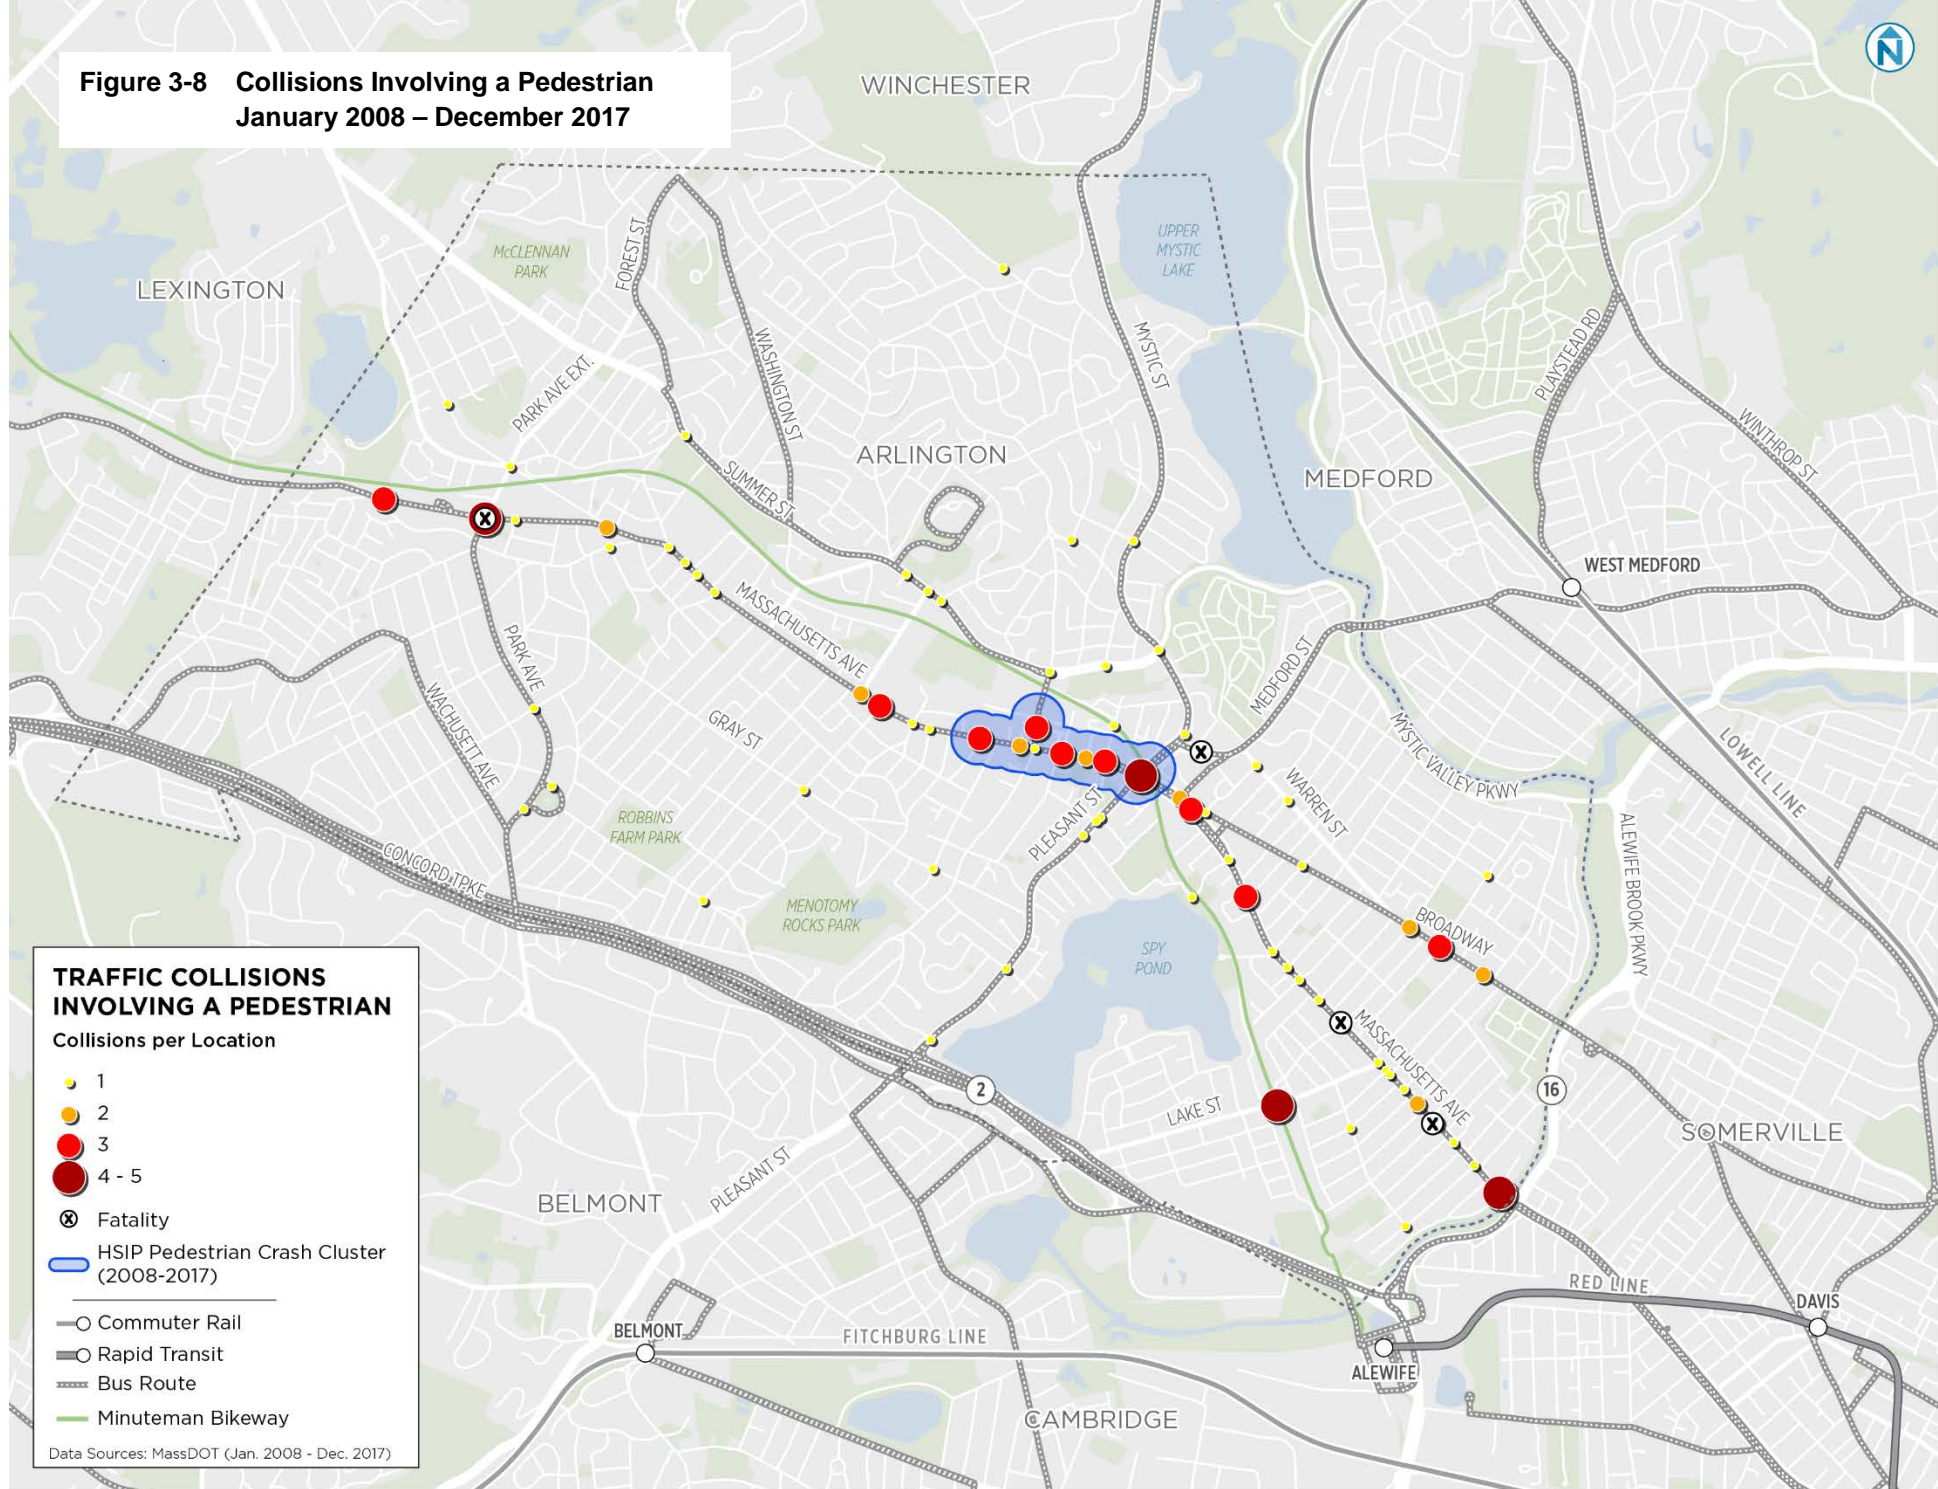 Figure 3-8 Collisions Involving a Pedestrian
January 2008 – December 2017
N
WINCHESTER
UPPER
MYSTIC
LAKE
McCLENNAN
PARK
FOREST ST
LEXINGTON
PARK AVE EXT.
WASHINGTON ST
MYSTIC ST
PLAYSTEAD RD
WINTHROP ST
ARLINGTON
MEDFORD
SUMMER ST
WEST MEDFORD
MASSACHUSETTS AVE
PARK AVE
WACHUSETT AVE
GRAY ST
MEDFORD ST
MYSTIC VALLEY PKWY
LOWELL LINE
WARREN ST
PLEASANT ST
ROBBINS
FARM PARK
CONCORD TPKE
ALEWIFE BROOK PKWY
MENOTOMY
ROCKS PARK
BROADWAY
SPY
POND
MASSACHUSETTS AVE
2
16
LAKE ST
SOMERVILLE
PLEASANT ST
BELMONT
RED LINE
DAVIS
BELMONT
FITCHBURG LINE
ALEWIFE
CAMBRIDGE
TRAFFIC COLLISIONS
INVOLVING A PEDESTRIAN
Collisions per Location
1
2
3
4 - 5
Fatality
HSIP Pedestrian Crash Cluster
(2008-2017)
Commuter Rail
Rapid Transit
Bus Route
Minuteman Bikeway
Data Sources: MassDOT (Jan. 2008 - Dec. 2017)